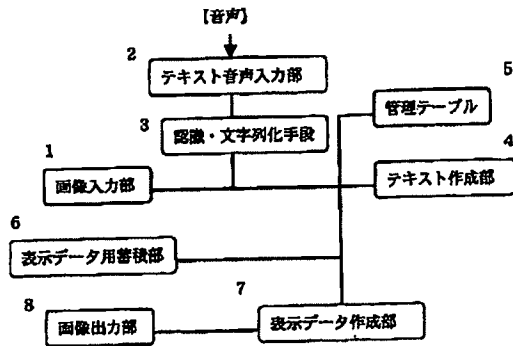 【音声】
2
テキスト音声入力部
5
管理テーブル
3
認識・文字列化手段
1
画像入力部
4
テキスト作成部
6
表示データ用蓄積部
7
表示データ作成部
8
画像出力部